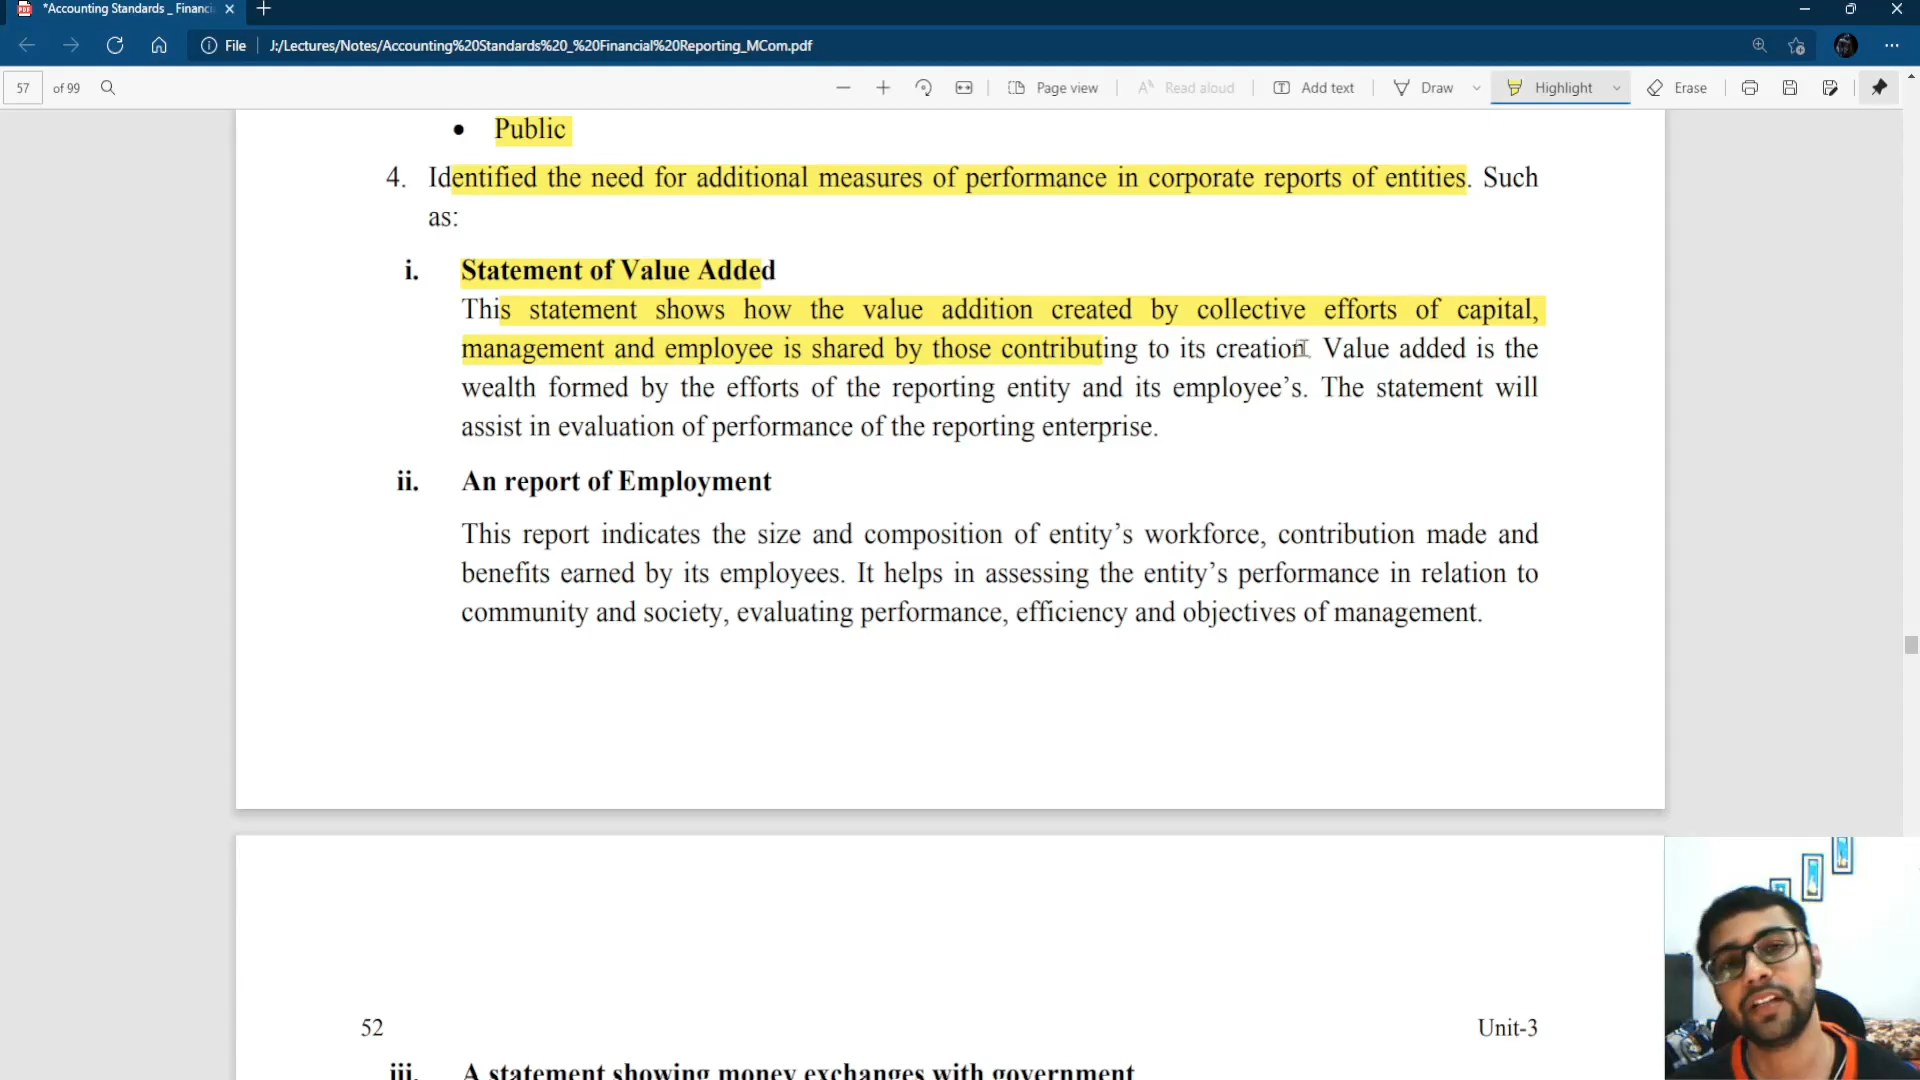 *Accounting Standards _ Financi
File J:/Lectures/Notes/Accounting%20Standards%20_%20Financial%20Reporting_MCom.pdf
57 of 99 Page view Read aloud Add text Draw Highlight Erase
• Public
4. Identified the need for additional measures of performance in corporate reports of entities. Such
as:
i. Statement of Value Added
This statement shows how the value addition created by collective efforts of capital,
management and employee is shared by those contributing to its creation. Value added is the
wealth formed by the efforts of the reporting entity and its employee’s. The statement will
assist in evaluation of performance of the reporting enterprise.
ii. An report of Employment
This report indicates the size and composition of entity’s workforce, contribution made and
benefits earned by its employees. It helps in assessing the entity’s performance in relation to
community and society, evaluating performance, efficiency and objectives of management.
52 Unit-3
iii. A statement showing money exchanges with government